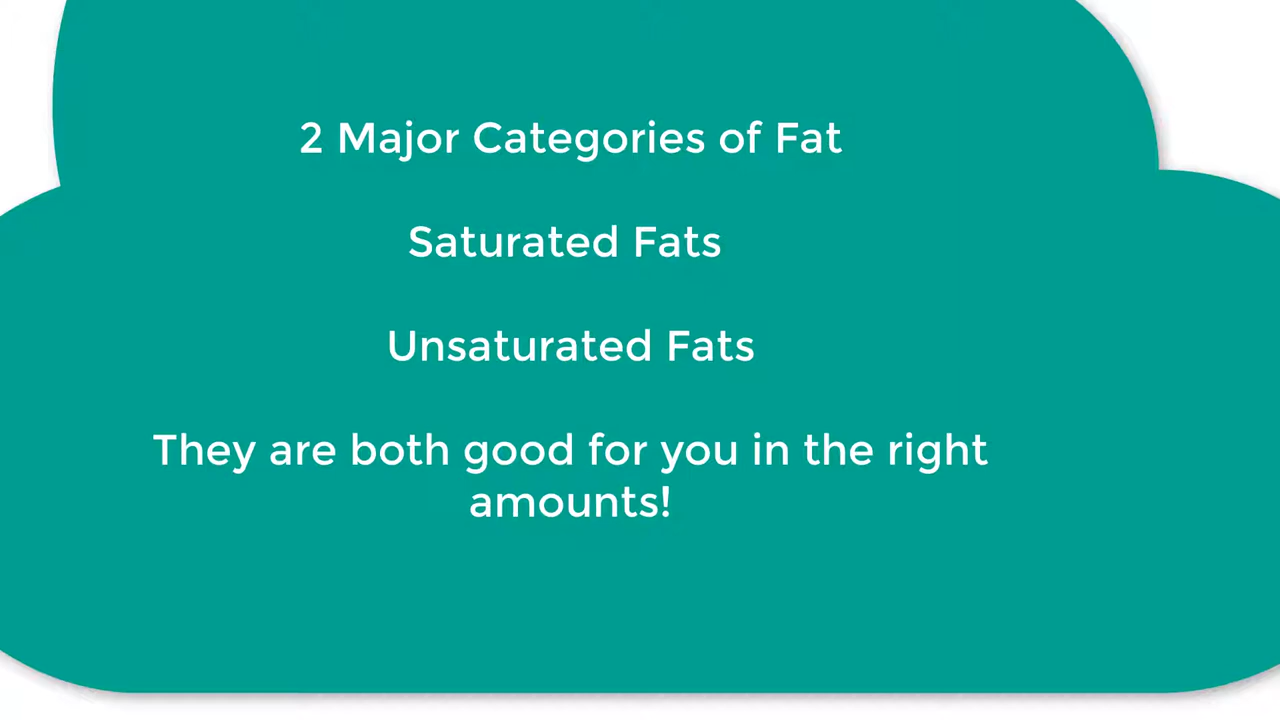 2 Major Categories of Fat
Saturated Fats
Unsaturated Fats
They are both good for you in the right
amounts!